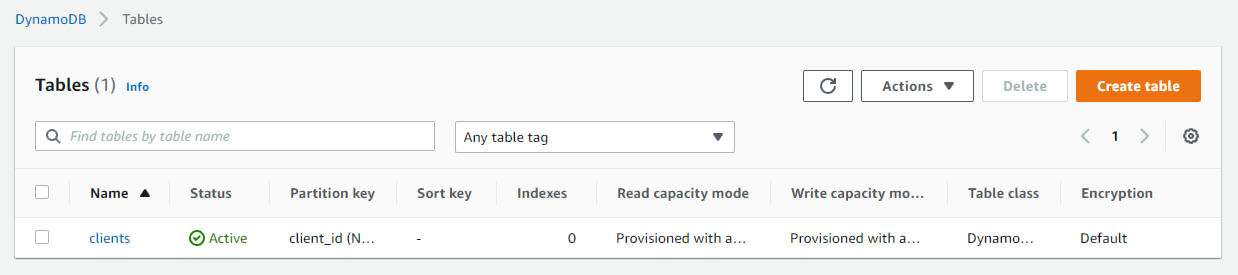 DynamoDB > Tables
Tables (1) Info
Actions Delete Create table
Find tables by table name Any table tag 1
Name Status Partition key Sort key Indexes Read capacity mode Write capacity mo... Table class Encryption
clients Active client_id (N... - 0 Provisioned with a... Provisioned with a... Dynamo... Default